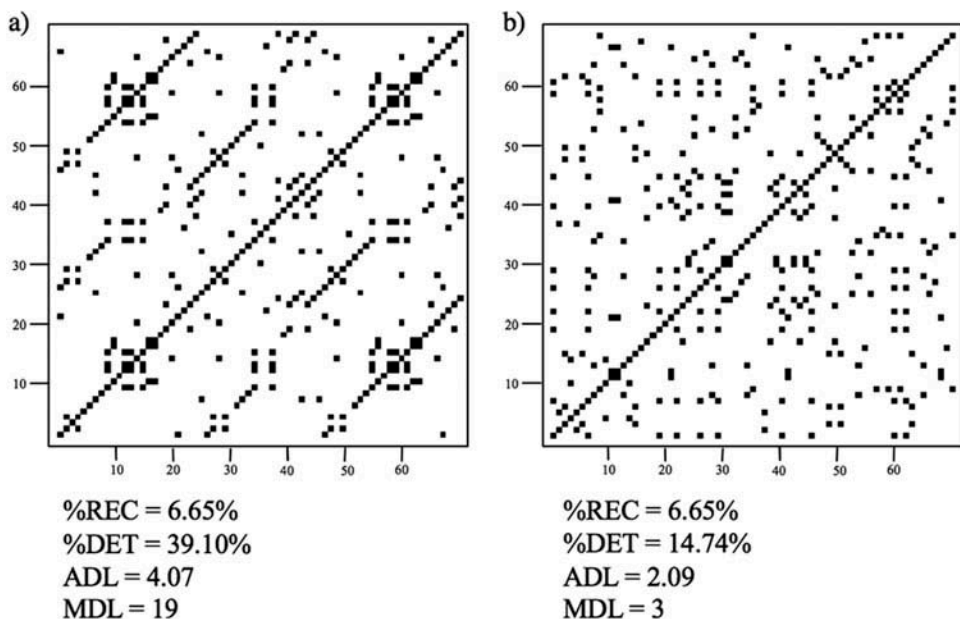 a)
60
50
40
30
20
10
10 20 30 40 50 60
%REC = 6.65%
%DET = 39.10%
ADL = 4.07
MDL = 19
b)
60
50
40
30
20
10
10 20 30 40 50 60
%REC = 6.65%
%DET = 14.74%
ADL = 2.09
MDL = 3